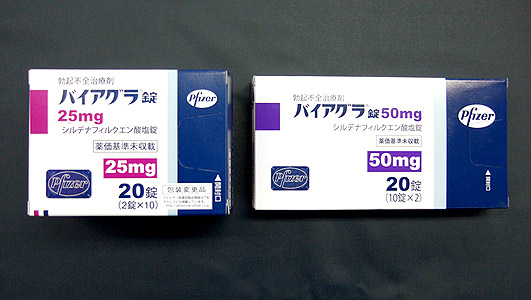 勃起不全治療剤
バイアグラ®錠
25mg
シルデナフィルクエン酸塩錠
薬価基準未収載
25mg
Pfizer
20錠
(2錠×10)
包装変更品
Pfizer
開封口
勃起不全治療剤
バイアグラ®錠50mg
シルデナフィルクエン酸塩錠
薬価基準未収載
50mg
Pfizer
20錠
(10錠×2)
Pfizer
開封口